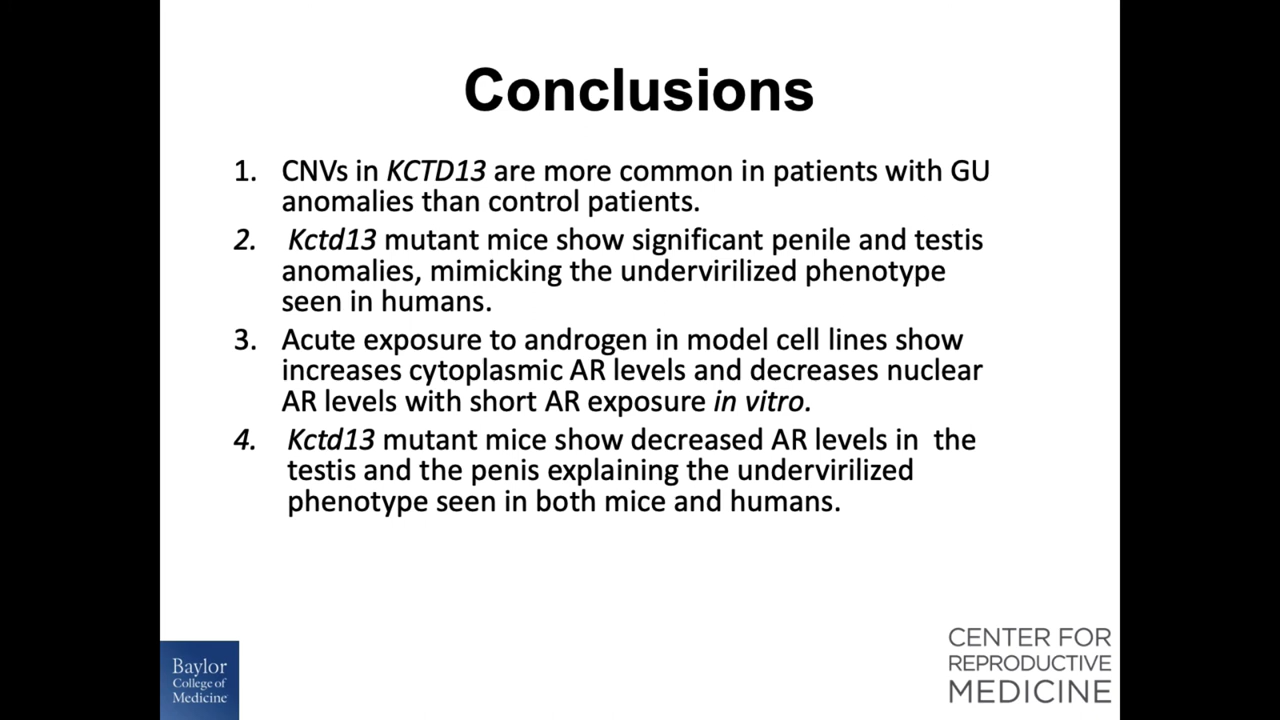 Conclusions
1. CNVs in KCTD13 are more common in patients with GU
anomalies than control patients.
2. Kctd13 mutant mice show significant penile and testis
anomalies, mimicking the undervirilized phenotype
seen in humans.
3. Acute exposure to androgen in model cell lines show
increases cytoplasmic AR levels and decreases nuclear
AR levels with short AR exposure in vitro.
4. Kctd13 mutant mice show decreased AR levels in the
testis and the penis explaining the undervirilized
phenotype seen in both mice and humans.
Baylor
College of
Medicine
CENTER FOR
REPRODUCTIVE
MEDICINE